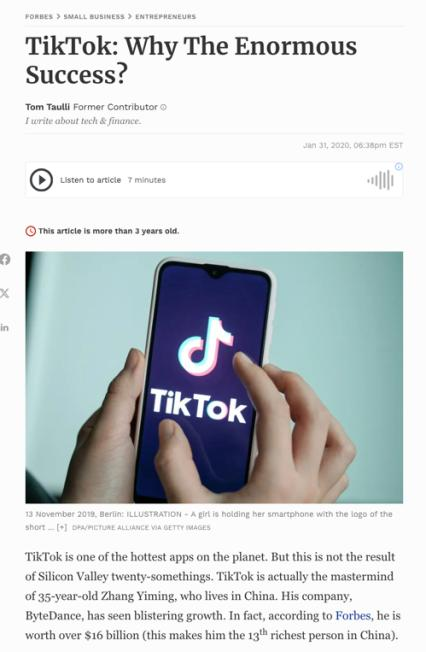 FORBES > SMALL BUSINESS > ENTREPRENEURS
TikTok: Why The Enormous
Success?
Tom Taulli Former Contributor
I write about tech & finance.
Jan 31, 2020, 06:38pm EST
Listen to article 7 minutes
This article is more than 3 years old.
TikTok
13 November 2019, Berlin: ILLUSTRATION - A girl is holding her smartphone with the logo of the
short ... [+] DPA/PICTURE ALLIANCE VIA GETTY IMAGES
TikTok is one of the hottest apps on the planet. But this is not the result
of Silicon Valley twenty-somethings. TikTok is actually the mastermind
of 35-year-old Zhang Yiming, who lives in China. His company,
ByteDance, has seen blistering growth. In fact, according to Forbes, he is
worth over $16 billion (this makes him the 13th richest person in China).